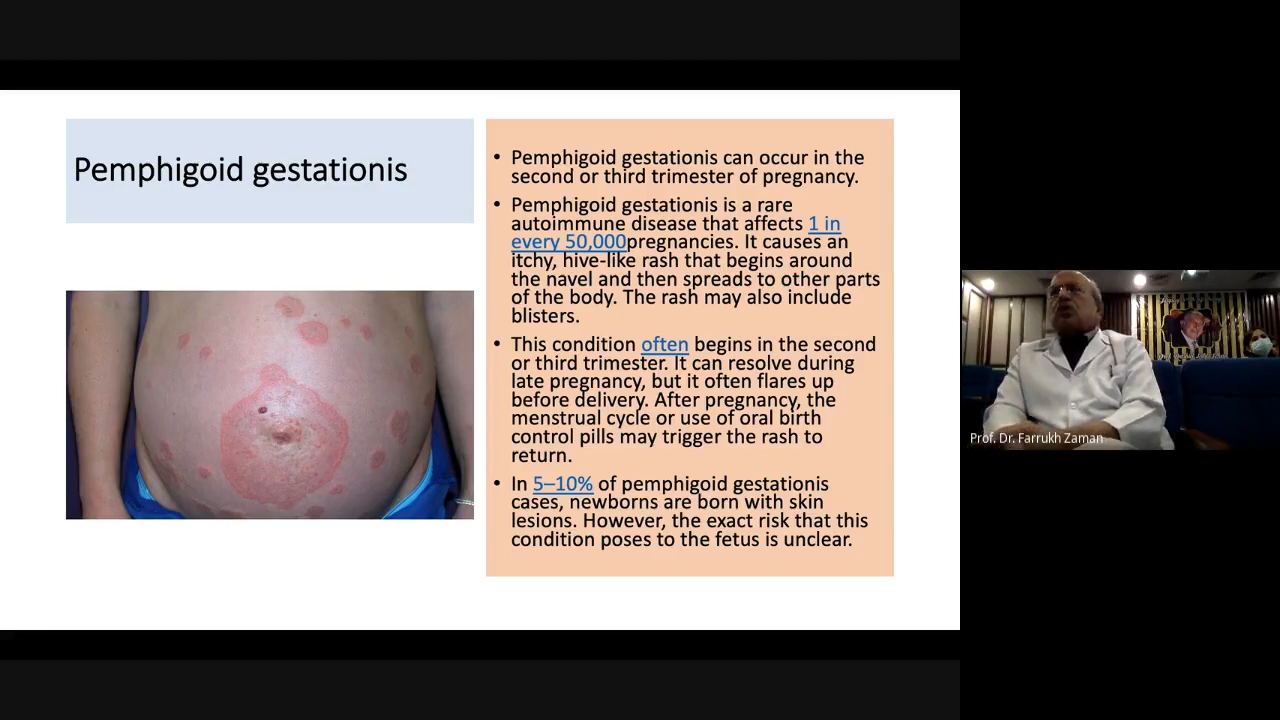 Pemphigoid gestationis
• Pemphigoid gestationis can occur in the
second or third trimester of pregnancy.
• Pemphigoid gestationis is a rare
autoimmune disease that affects 1 in
every 50,000pregnancies. It causes an
itchy, hive-like rash that begins around
the navel and then spreads to other parts
of the body. The rash may also include
blisters.
• This condition often begins in the second
or third trimester. It can resolve during
late pregnancy, but it often flares up
before delivery. After pregnancy, the
menstrual cycle or use of oral birth
control pills may trigger the rash to
return.
• In 5–10% of pemphigoid gestationis
cases, newborns are born with skin
lesions. However, the exact risk that this
condition poses to the fetus is unclear.
Prof. Dr. Farrukh Zaman